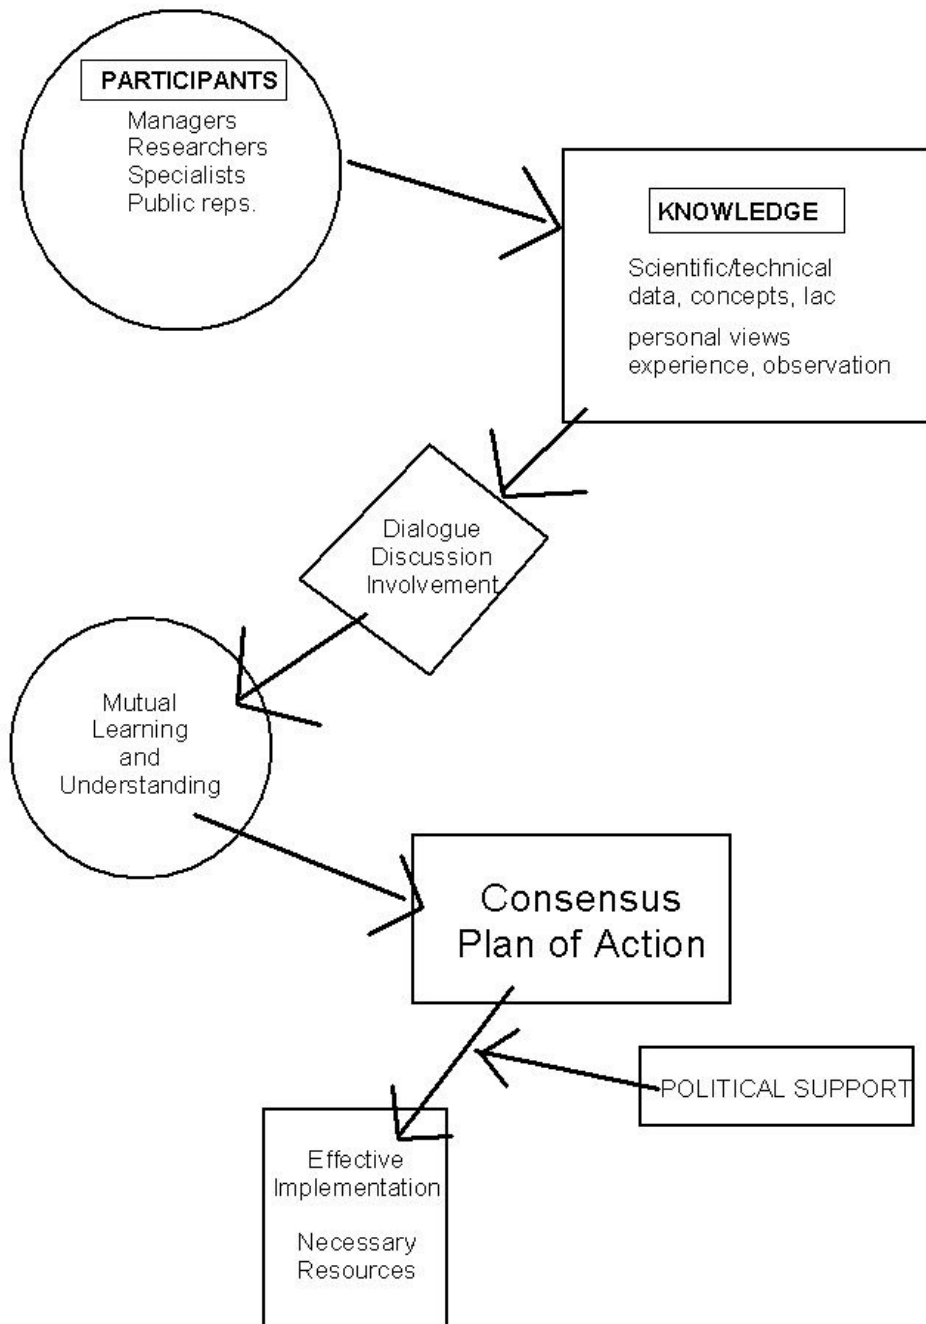 PARTICIPANTS
Managers
Researchers
Specialists
Public reps.
KNOWLEDGE
Scientific/technical
data, concepts, lac
personal views
experience, observation
Dialogue
Discussion
Involvement
Mutual
Learning
and
Understanding
Consensus
Plan of Action
POLITICAL SUPPORT
Effective
Implementation
Necessary
Resources